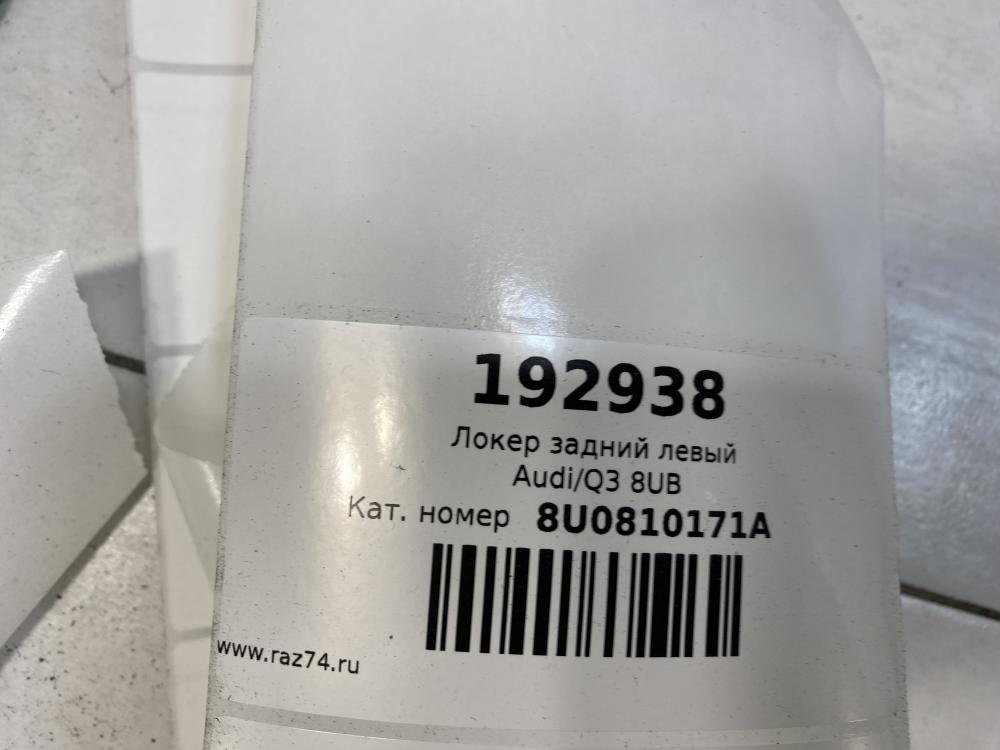 192938
Локер задний левый
Audi/Q3 8UB
Кат. номер 8U0810171A
www.raz74.ru